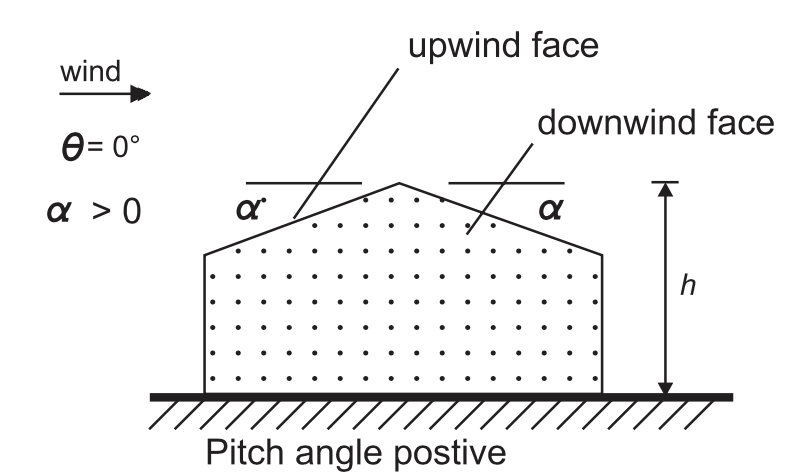 upwind face
wind
downwind face
θ = 0°
α > 0
α
α
h
Pitch angle postive